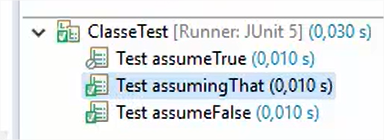 ClasseTest [Runner: JUnit 5] (0,030 s)
Test assumeTrue (0,010 s)
Test assumingThat (0,010 s)
Test assumeFalse (0,010 s)